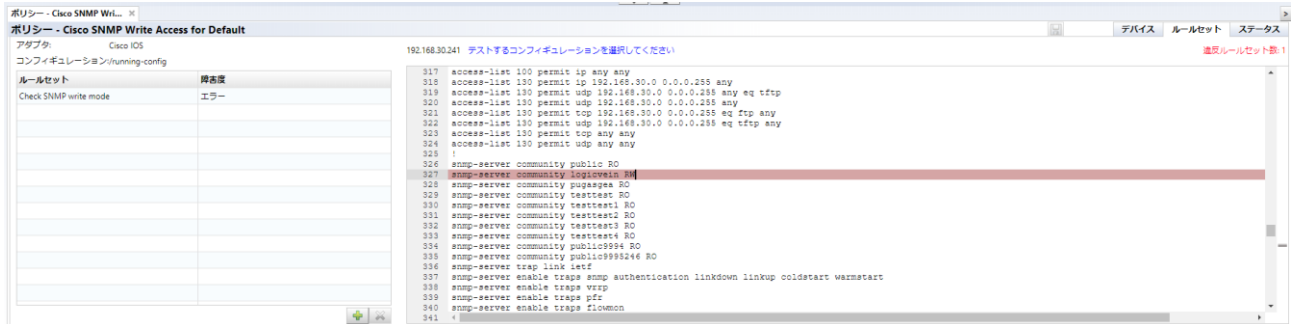 ポリシー - Cisco SNMP Wri...
ポリシー - Cisco SNMP Write Access for Default
デバイス ルールセット ステータス
アダプタ: Cisco IOS
コンフィギュレーション:/running-config
192.168.30.241 テストするコンフィギュレーションを選択してください
違反ルールセット数: 1
ルールセット 障害度
Check SNMP write mode エラー
317 access-list 100 permit ip any any
318 access-list 130 permit ip 192.168.30.0 0.0.0.255 any
319 access-list 130 permit udp 192.168.30.0 0.0.0.255 any eq tftp
320 access-list 130 permit udp 192.168.30.0 0.0.0.255 any
321 access-list 130 permit tcp 192.168.30.0 0.0.0.255 eq ftp any
322 access-list 130 permit udp 192.168.30.0 0.0.0.255 eq tftp any
323 access-list 130 permit tcp any any
324 access-list 130 permit udp any any
325 !
326 snmp-server community public RO
327 snmp-server community logicvein RW
328 snmp-server community pugasgea RO
329 snmp-server community testtest RO
330 snmp-server community testtest1 RO
331 snmp-server community testtest2 RO
332 snmp-server community testtest3 RO
333 snmp-server community testtest4 RO
334 snmp-server community public9994 RO
335 snmp-server community public9995246 RO
336 snmp-server trap link ietf
337 snmp-server enable traps snmp authentication linkdown linkup coldstart warmstart
338 snmp-server enable traps vrrp
339 snmp-server enable traps pfr
340 snmp-server enable traps flowmon
341